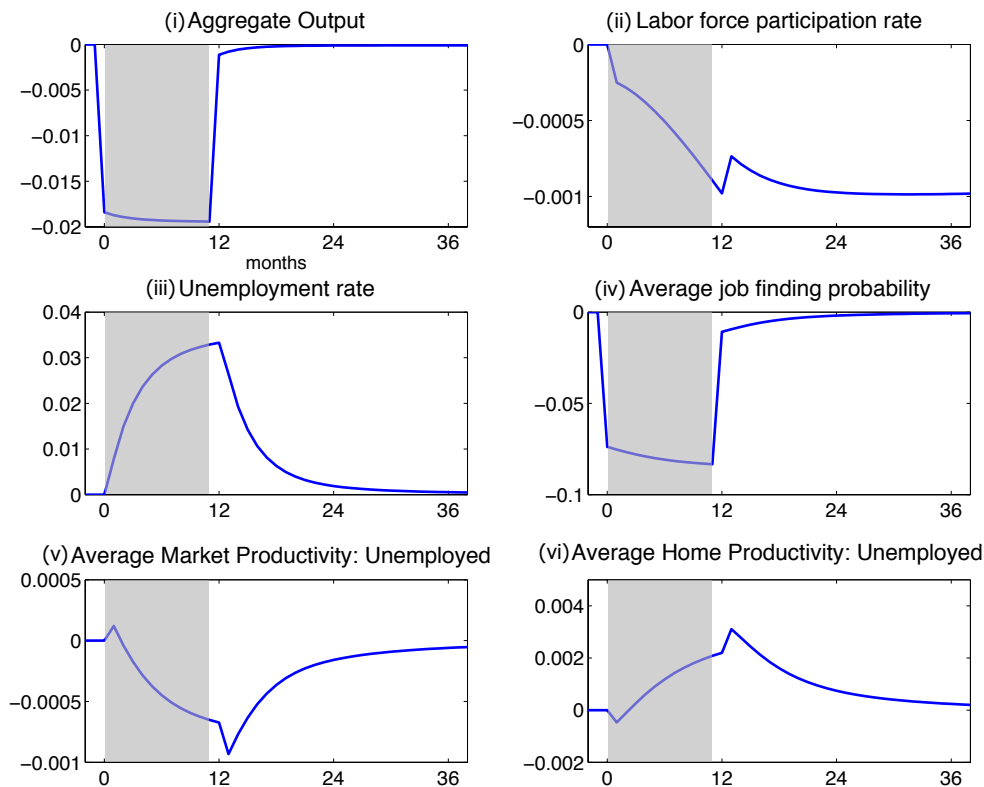 (i) Aggregate Output
0
−0.005
−0.01
−0.015
−0.02
0 12 24 36
months
(ii) Labor force participation rate
0
−0.0005
−0.001
0 12 24 36
(iii) Unemployment rate
0.04
0.03
0.02
0.01
0
0 12 24 36
(iv) Average job finding probability
0
−0.05
−0.1
0 12 24 36
(v) Average Market Productivity: Unemployed
0.0005
0
−0.0005
−0.001
0 12 24 36
(vi) Average Home Productivity: Unemployed
0.004
0.002
0
−0.002
0 12 24 36